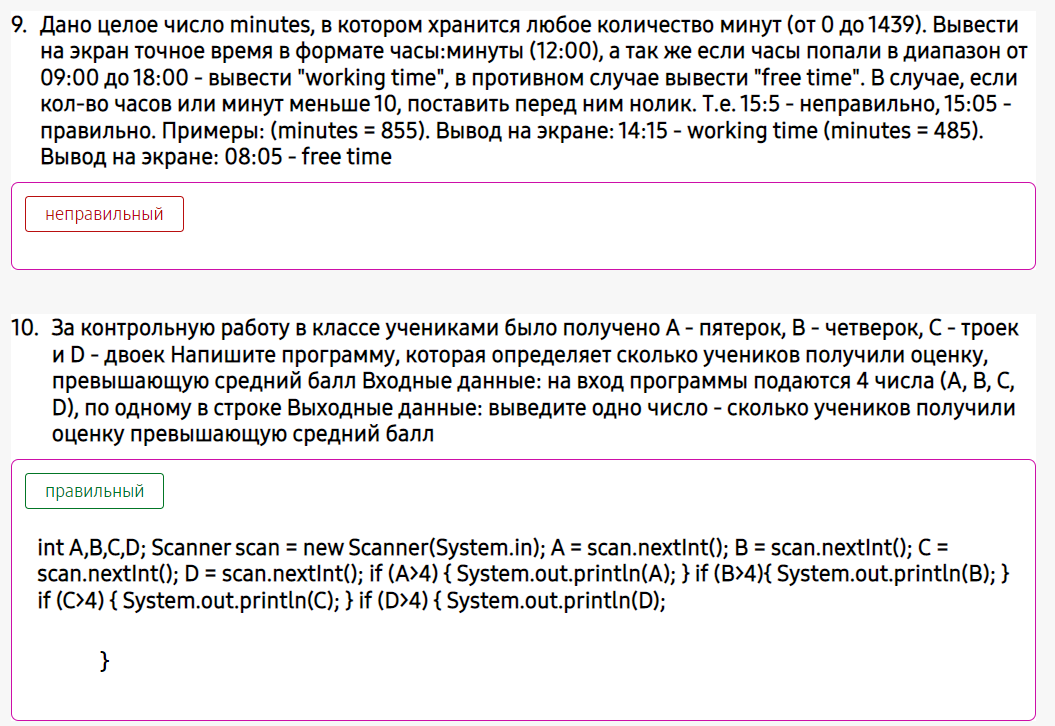 9. Дано целое число minutes, в котором хранится любое количество минут (от 0 до 1439). Вывести
на экран точное время в формате часы:минуты (12:00), а так же если часы попали в диапазон от
09:00 до 18:00 - вывести "working time", в противном случае вывести "free time". В случае, если
кол-во часов или минут меньше 10, поставить перед ним нолик. Т.е. 15:5 - неправильно, 15:05 -
правильно. Примеры: (minutes = 855). Вывод на экране: 14:15 - working time (minutes = 485).
Вывод на экране: 08:05 - free time
неправильный
10. За контрольную работу в классе учениками было получено A - пятерок, B - четверок, C - троек
и D - двоек Напишите программу, которая определяет сколько учеников получили оценку,
превышающую средний балл Входные данные: на вход программы подаются 4 числа (A, B, C,
D), по одному в строке Выходные данные: выведите одно число - сколько учеников получили
оценку превышающую средний балл
правильный
int A,B,C,D; Scanner scan = new Scanner(System.in); A = scan.nextInt(); B = scan.nextInt(); C =
scan.nextInt(); D = scan.nextInt(); if (A>4) { System.out.println(A); } if (B>4){ System.out.println(B); }
if (C>4) { System.out.println(C); } if (D>4) { System.out.println(D);
}